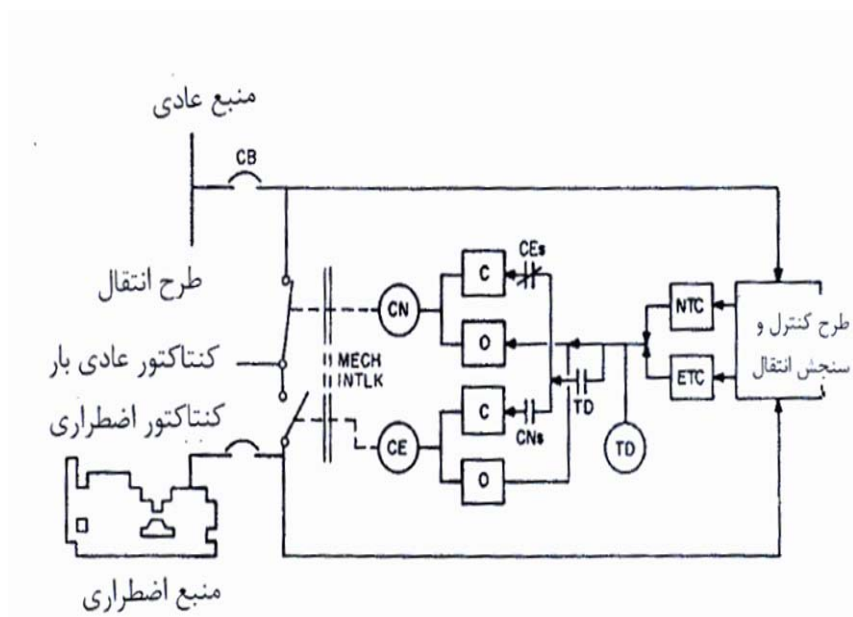 منبع عادی
CB
طرح انتقال
CEs
C
CN
NTC
طرح کنترل و
سنجش انتقال
O
کنتاکتور عادی بار
MECH
INTLK
ETC
TD
C
CNs
کنتاکتور اضطراری
CE
TD
O
منبع اضطراری